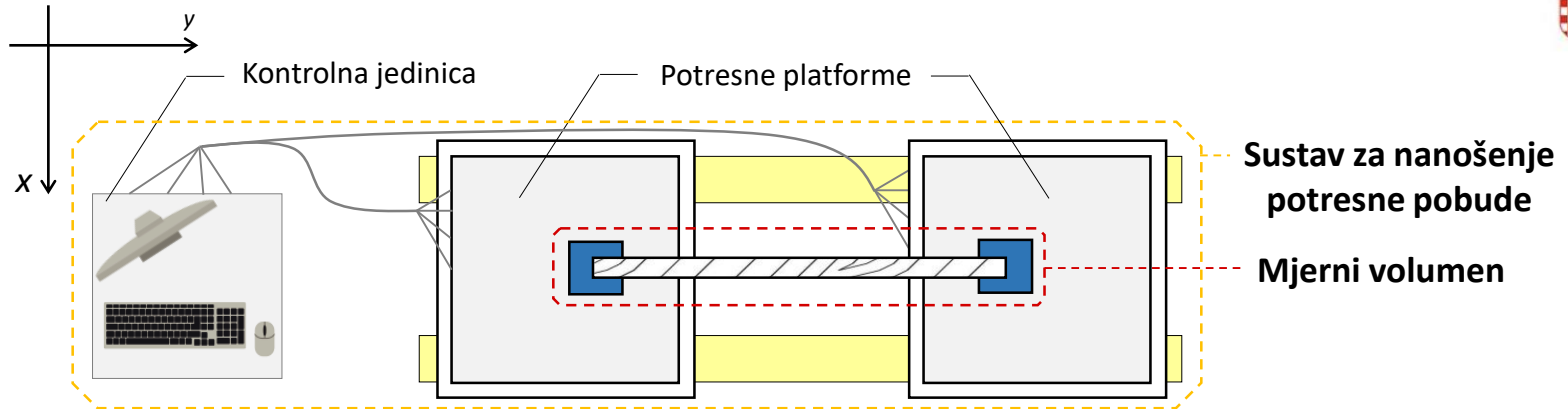 y
Kontrolna jedinica
Potresne platforme
x
Sustav za nanošenje
potresne pobude
Mjerni volumen